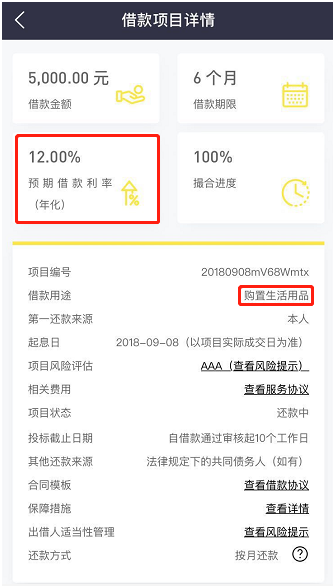 借款项目详情
5,000.00 元
借款金额
6 个月
借款期限
12.00%
预期借款利率
（年化）
100%
撮合进度
项目编号 20180908mV68Wmtx
借款用途 购置生活用品
第一还款来源 本人
起息日 2018-09-08（以项目实际成交日为准）
项目风险评估 AAA（查看风险提示）
相关费用 查看服务协议
项目状态 还款中
投标截止日期 自借款通过审核起10个工作日
其他还款来源 法律规定下的共同债务人（如有）
合同模板 查看借款协议
保障措施 查看详情
出借人适当性管理 查看风险提示
还款方式 按月还款 ?